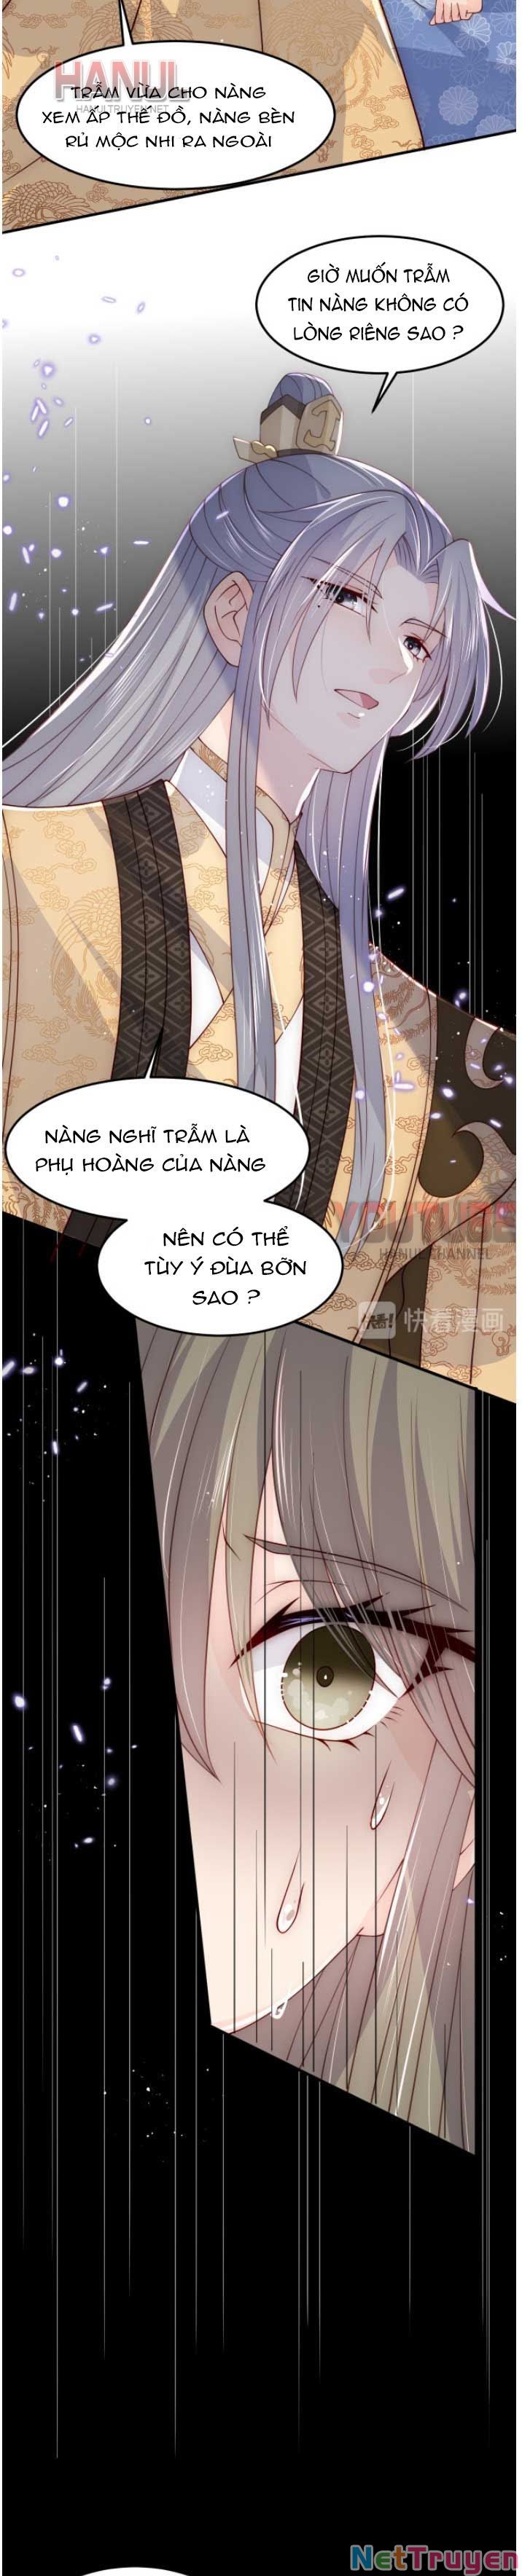 HANUL
HANULTRUYEN.NET
TRẪM VỪA CHO NÀNG
XEM ẤP THẾ ĐỒ, NÀNG BÈN
RỦ MỘC NHI RA NGOÀI
GIỜ MUỐN TRẪM
TIN NÀNG KHÔNG CÓ
LÒNG RIÊNG SAO ?
NÀNG NGHĨ TRẪM LÀ
PHỤ HOÀNG CỦA NÀNG
YOUTUBE
HANUL CHANNEL
NÊN CÓ THỂ
TÙY Ý ĐÙA BỠN
SAO ?
快看漫画
NetTruyen